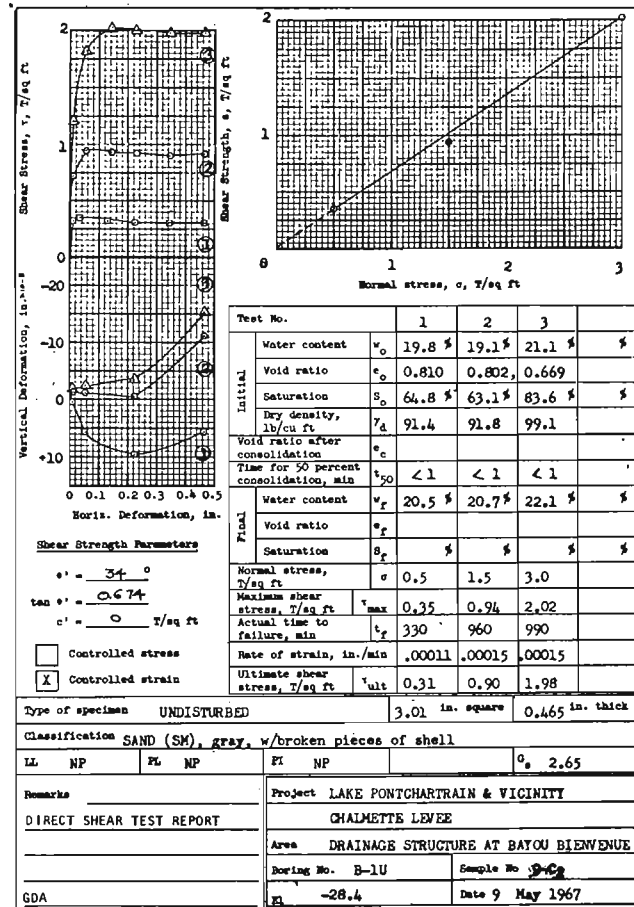 2
1
0
-20
-10
0
+10
Shear Stress, τ, T/sq ft
Vertical Deformation, in.
3
2
1
3
2
1
0 0.1 0.2 0.3 0.4 0.5
Horiz. Deformation, in.
Shear Strength, s, T/sq ft
2
1
0 1 2 3
Normal stress, σ, T/sq ft
Shear Strength Parameters
φ' = 34 °
tan φ' = 0.674
c' = 0 T/sq ft
Controlled stress
X Controlled strain
Test No. 1 2 3
Initial
Water content w₀ 19.8 % 19.1 % 21.1 % %
Void ratio e₀ 0.810 0.802, 0.669
Saturation S₀ 64.8 % 63.1 % 83.6 % %
Dry density, lb/cu ft γd 91.4 91.8 99.1
Void ratio after consolidation ec
Time for 50 percent consolidation, min t50 < 1 < 1 < 1
Final
Water content wf 20.5 % 20.7 % 22.1 % %
Void ratio ef
Saturation Sf % % % %
Normal stress, T/sq ft σ 0.5 1.5 3.0
Maximum shear stress, T/sq ft τmax 0.35 0.94 2.02
Actual time to failure, min tf 330 960 990
Rate of strain, in./min .00011 .00015 .00015
Ultimate shear stress, T/sq ft τult 0.31 0.90 1.98
Type of specimen UNDISTURBED 3.01 in. square 0.465 in. thick
Classification SAND (SM), gray, w/broken pieces of shell
LL NP PL NP PI NP Gs 2.65
Remarks
DIRECT SHEAR TEST REPORT
GDA
Project LAKE PONTCHARTRAIN & VICINITY
CHALMETTE LEVEE
Area DRAINAGE STRUCTURE AT BAYOU BIENVENUE
Boring No. B-1U Sample No
El -28.4 Date 9 May 1967